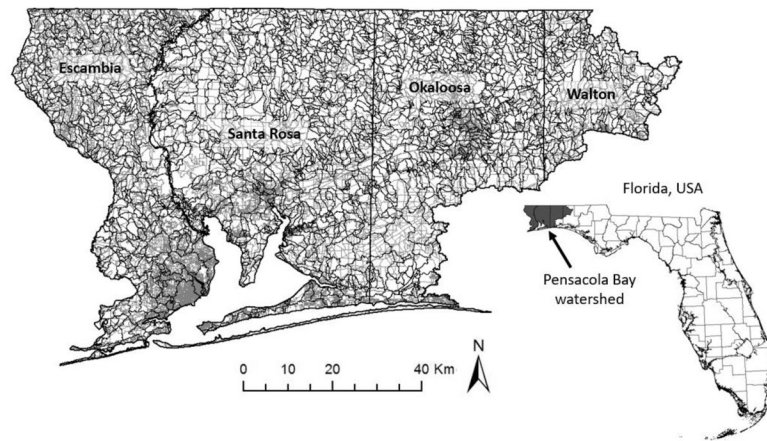 Escambia
Santa Rosa
Okaloosa
Walton
Florida, USA
Pensacola Bay
watershed
0 10 20 40 Km
N